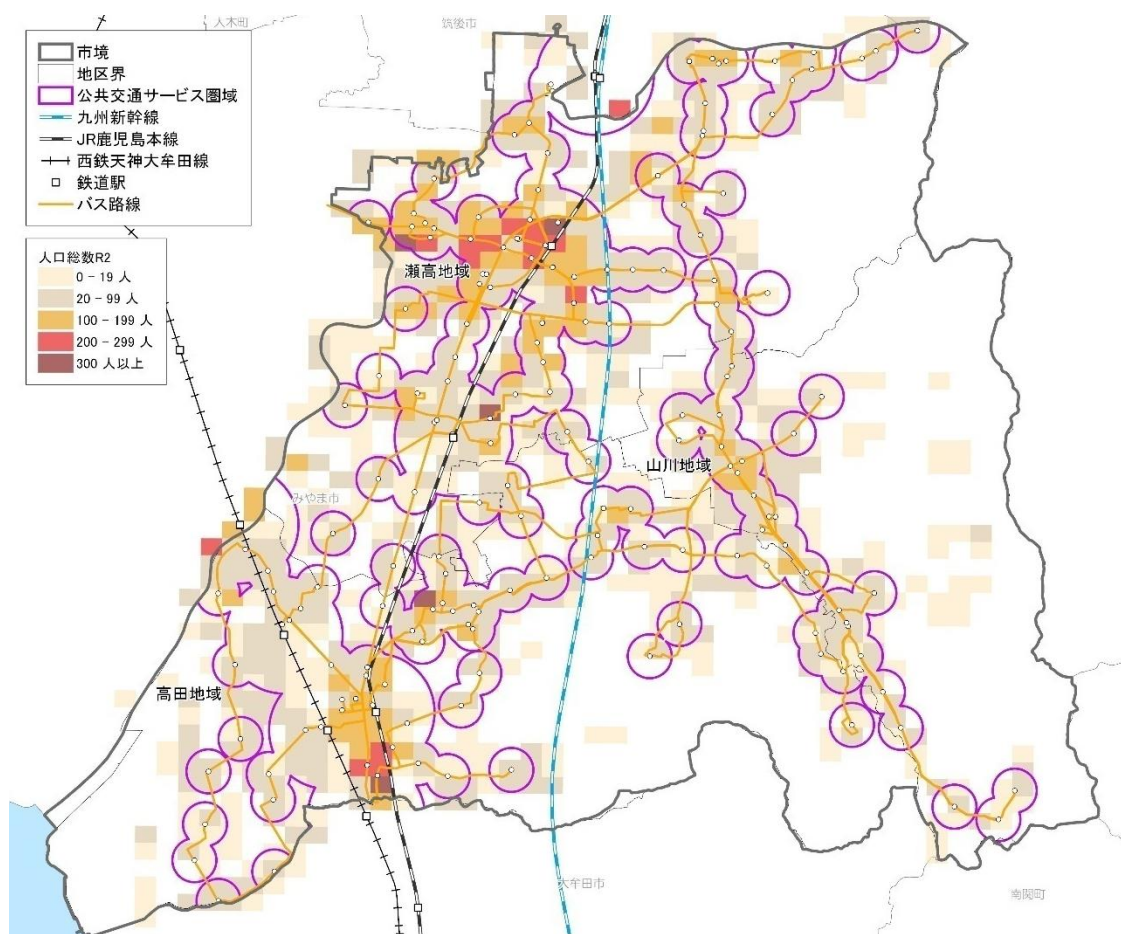 八木町
筑後市
市境
地区界
公共交通サービス圏域
九州新幹線
JR鹿児島本線
西鉄天神大牟田線
鉄道駅
バス路線
人口総数R2
0 - 19 人
20 - 99 人
100 - 199 人
200 - 299 人
300 人以上
瀬高地域
山川地域
みやま市
高田地域
大牟田市
南関町